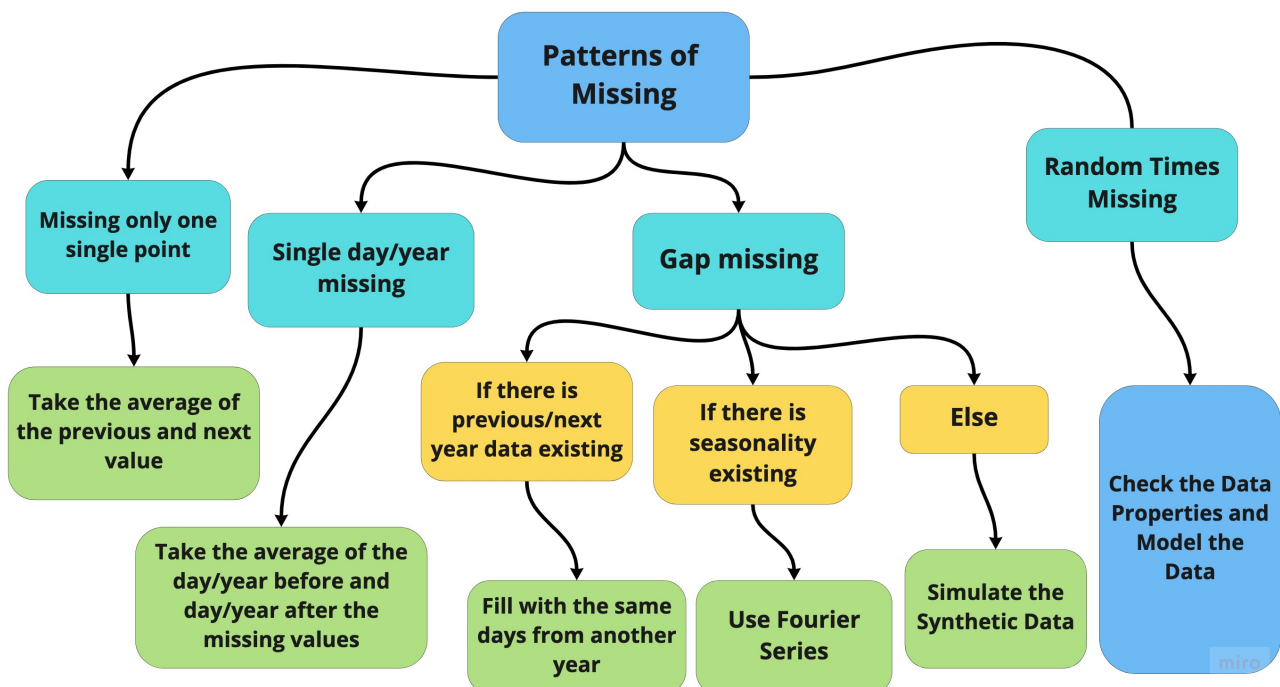 Patterns of
Missing
Random Times
Missing
Missing only one
single point
Single day/year
missing
Gap missing
Take the average of
the previous and next
value
If there is
previous/next
year data existing
If there is
seasonality
existing
Else
Check the Data
Properties and
Model the
Data
Take the average of the
day/year before and
day/year after the
missing values
Fill with the same
days from another
year
Use Fourier
Series
Simulate the
Synthetic Data
miro